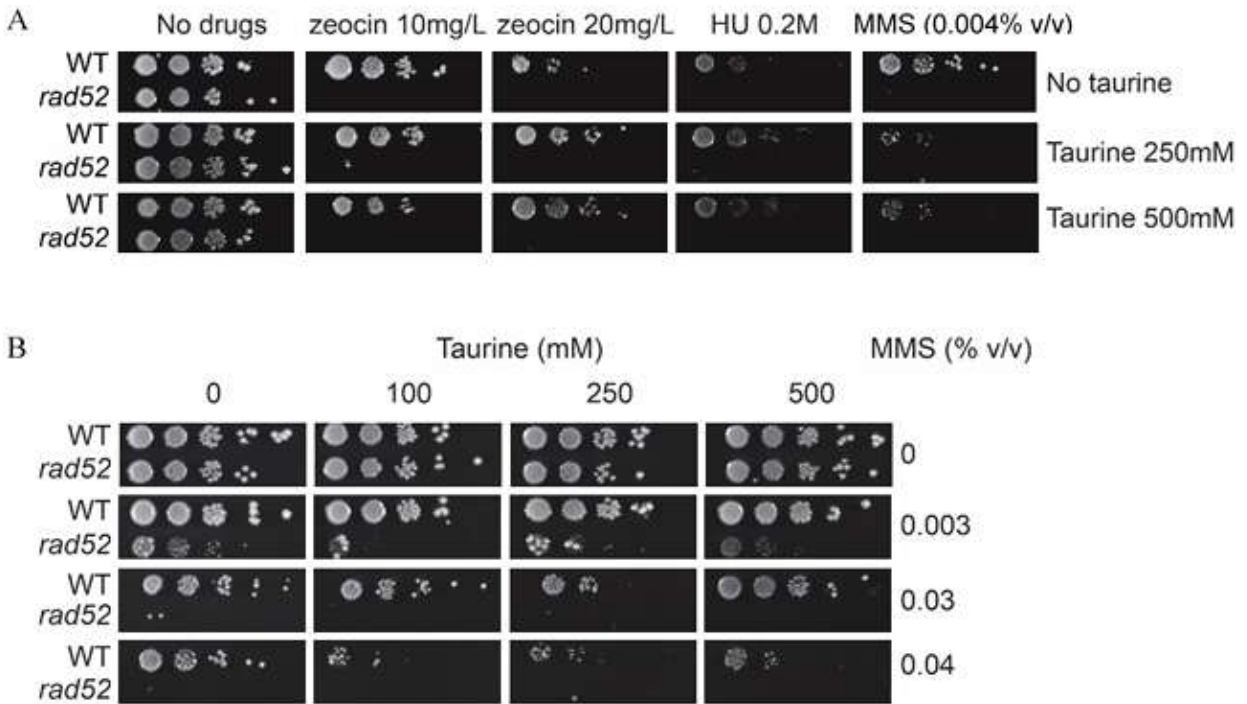 A
No drugs zeocin 10mg/L zeocin 20mg/L HU 0.2M MMS (0.004% v/v)
WT
rad52
No taurine
WT
rad52
Taurine 250mM
WT
rad52
Taurine 500mM
B
Taurine (mM) MMS (% v/v)
0 100 250 500
WT
rad52
0
WT
rad52
0.003
WT
rad52
0.03
WT
rad52
0.04